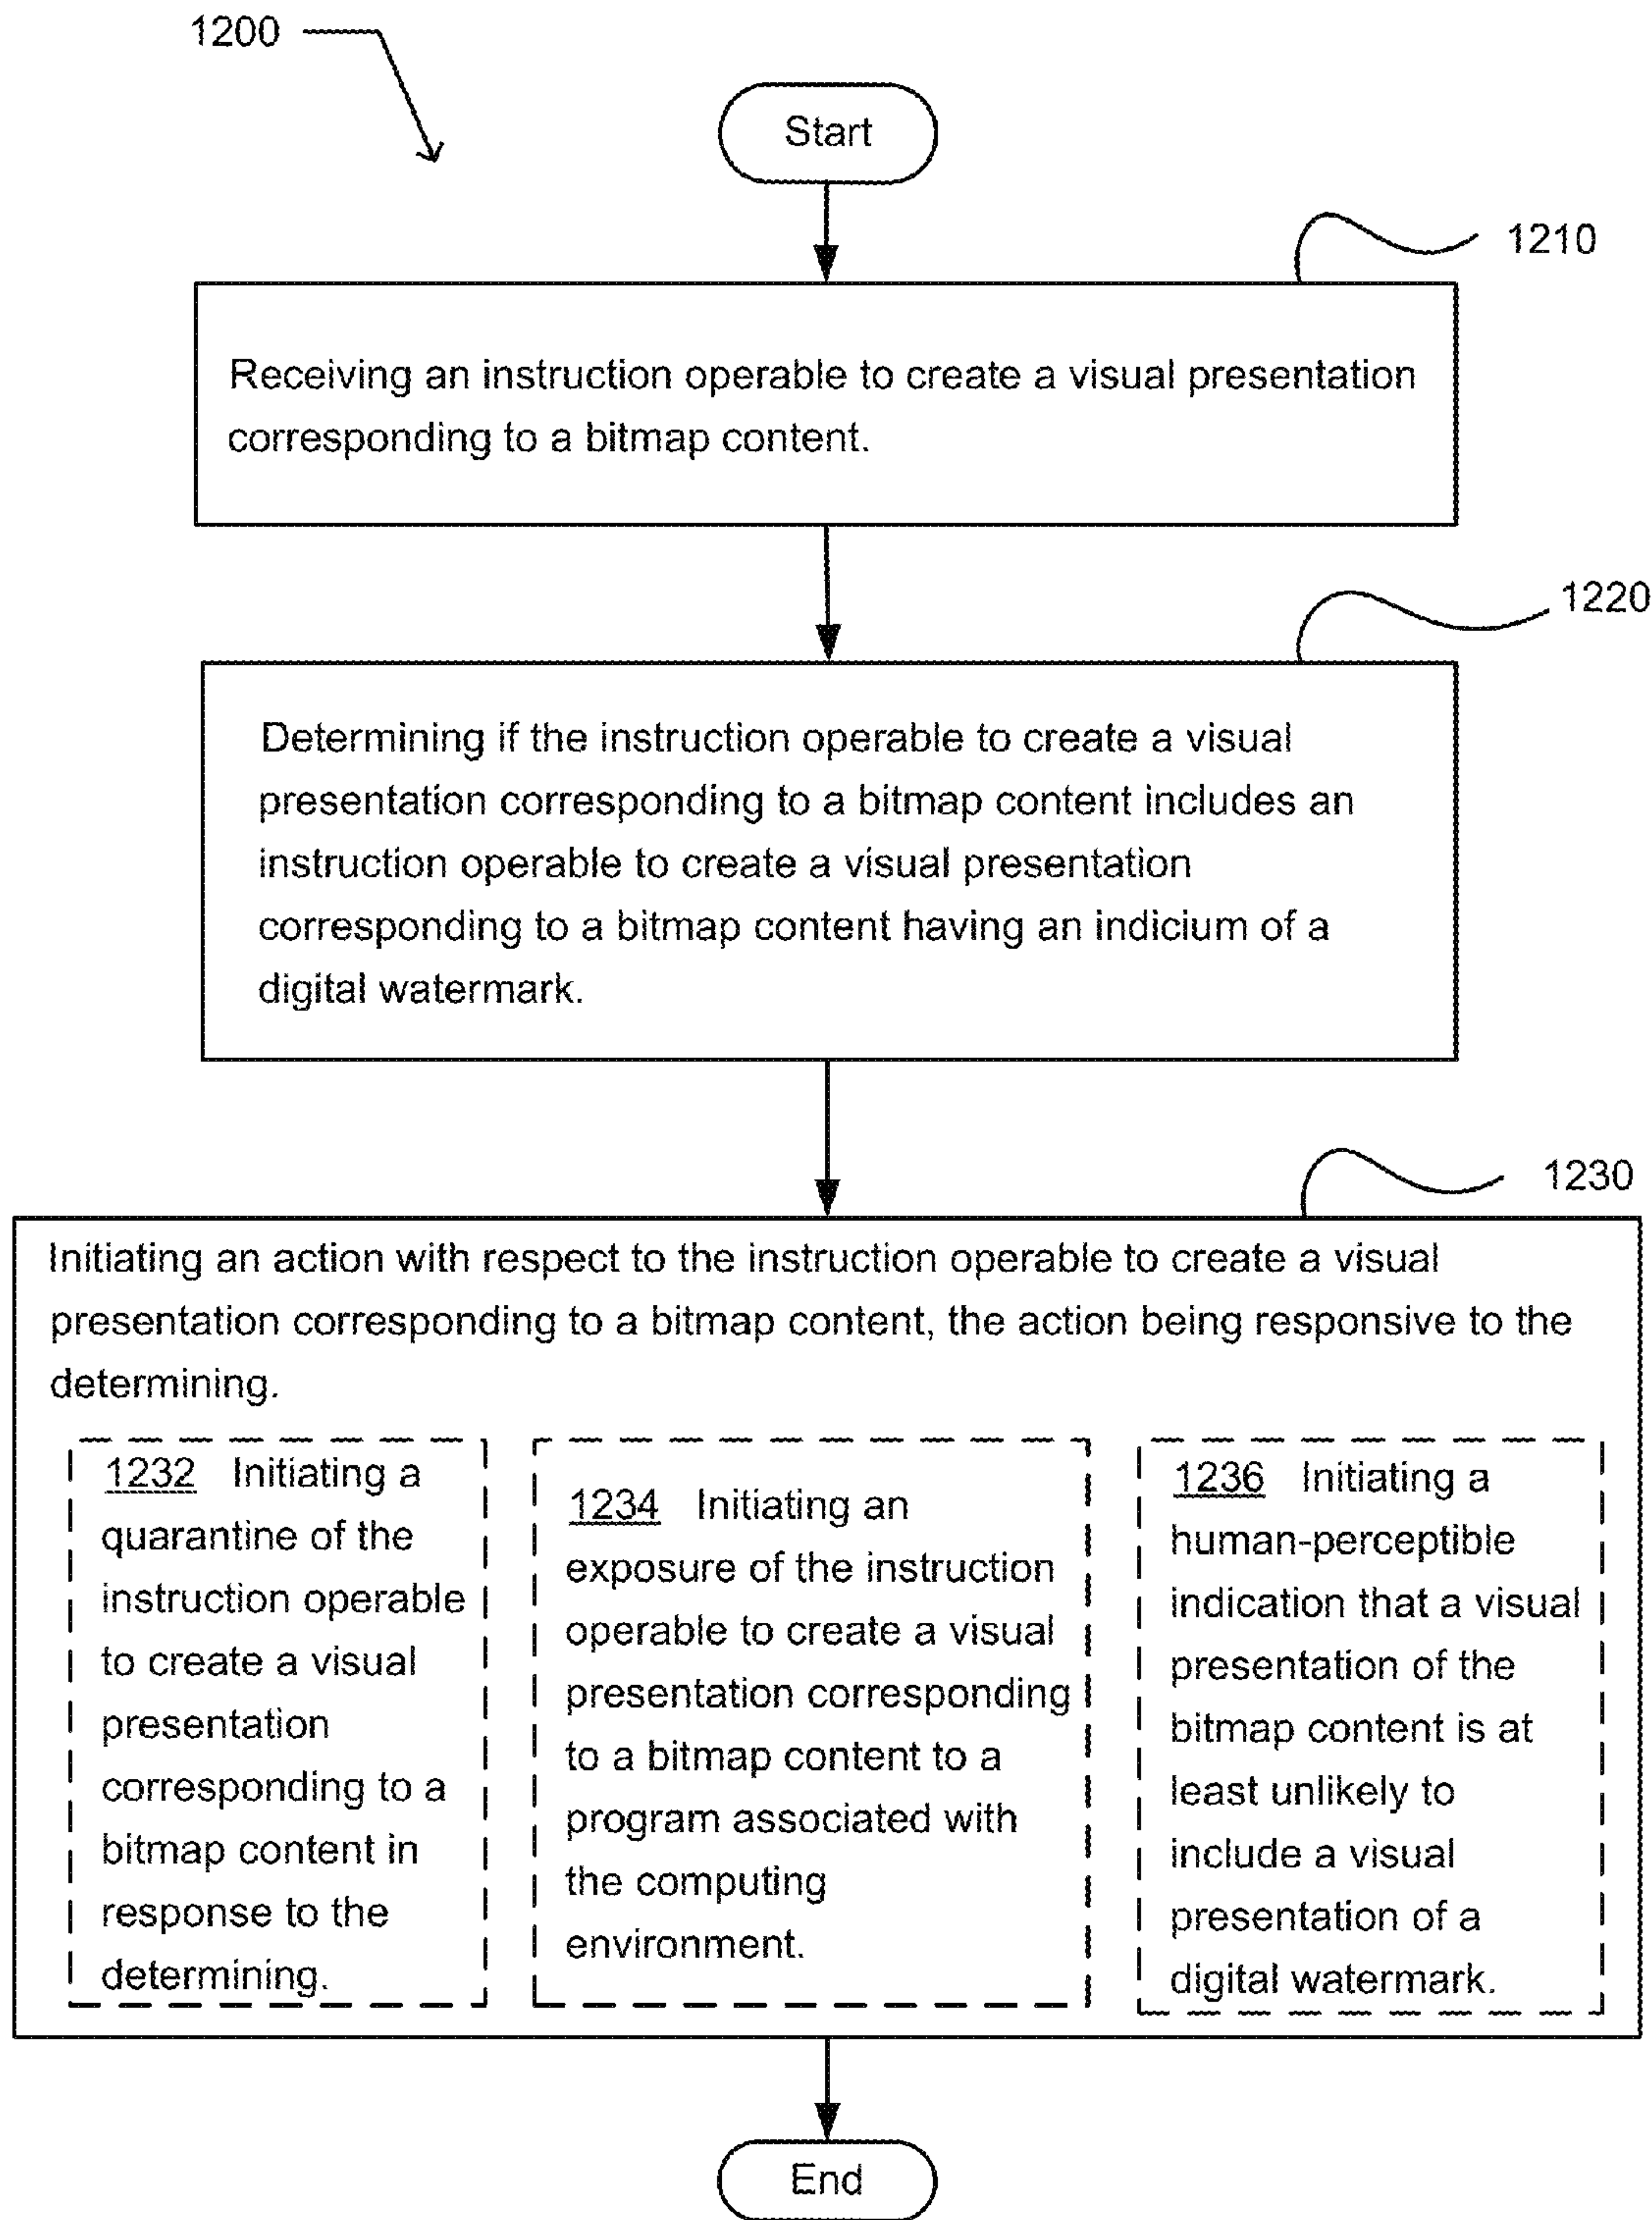 1200
Start
1210
Receiving an instruction operable to create a visual presentation
corresponding to a bitmap content.
1220
Determining if the instruction operable to create a visual
presentation corresponding to a bitmap content includes an
instruction operable to create a visual presentation
corresponding to a bitmap content having an indicium of a
digital watermark.
1230
Initiating an action with respect to the instruction operable to create a visual
presentation corresponding to a bitmap content, the action being responsive to the
determining.
1232 Initiating a
quarantine of the
instruction operable
to create a visual
presentation
corresponding to a
bitmap content in
response to the
determining.
1234 Initiating an
exposure of the instruction
operable to create a visual
presentation corresponding
to a bitmap content to a
program associated with
the computing
environment.
1236 Initiating a
human-perceptible
indication that a visual
presentation of the
bitmap content is at
least unlikely to
include a visual
presentation of a
digital watermark.
End